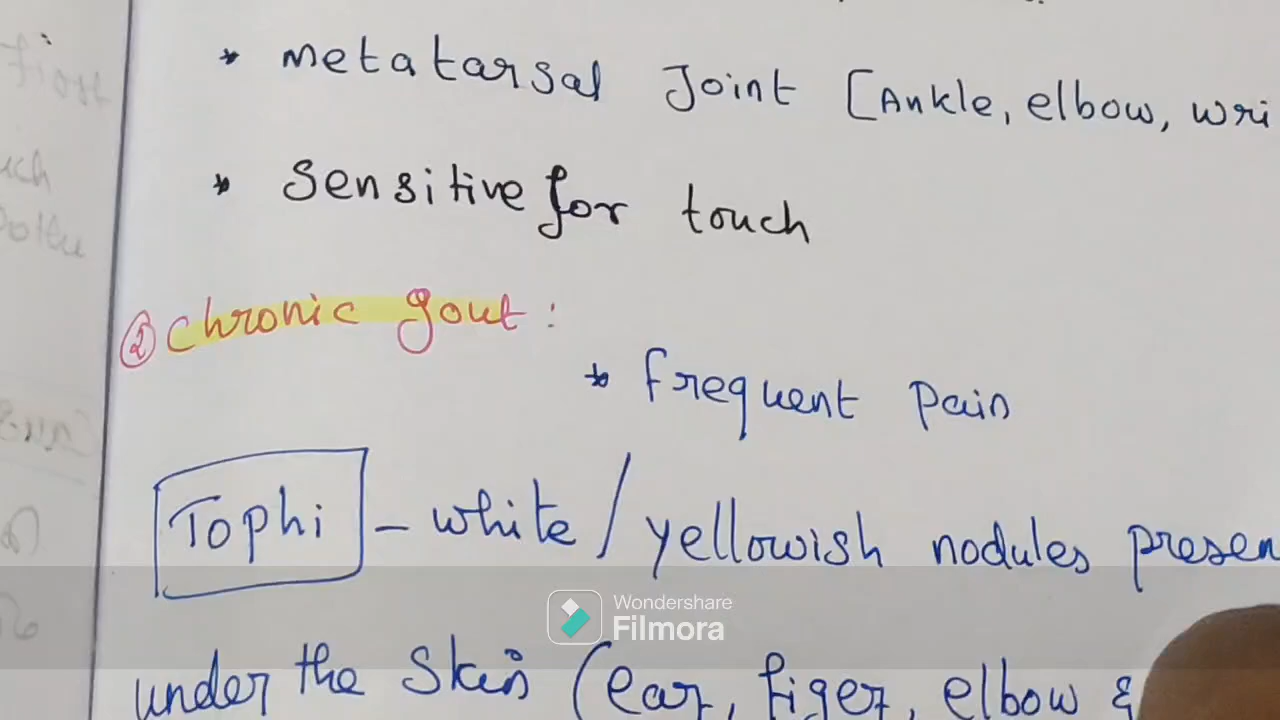 * Metatarsal Joint [Ankle, elbow, wri
* Sensitive for touch
② Chronic gout :
* Frequent Pain
Tophi - white / yellowish nodules presen
Wondershare
Filmora
under the Skin (ear, figer, elbow &